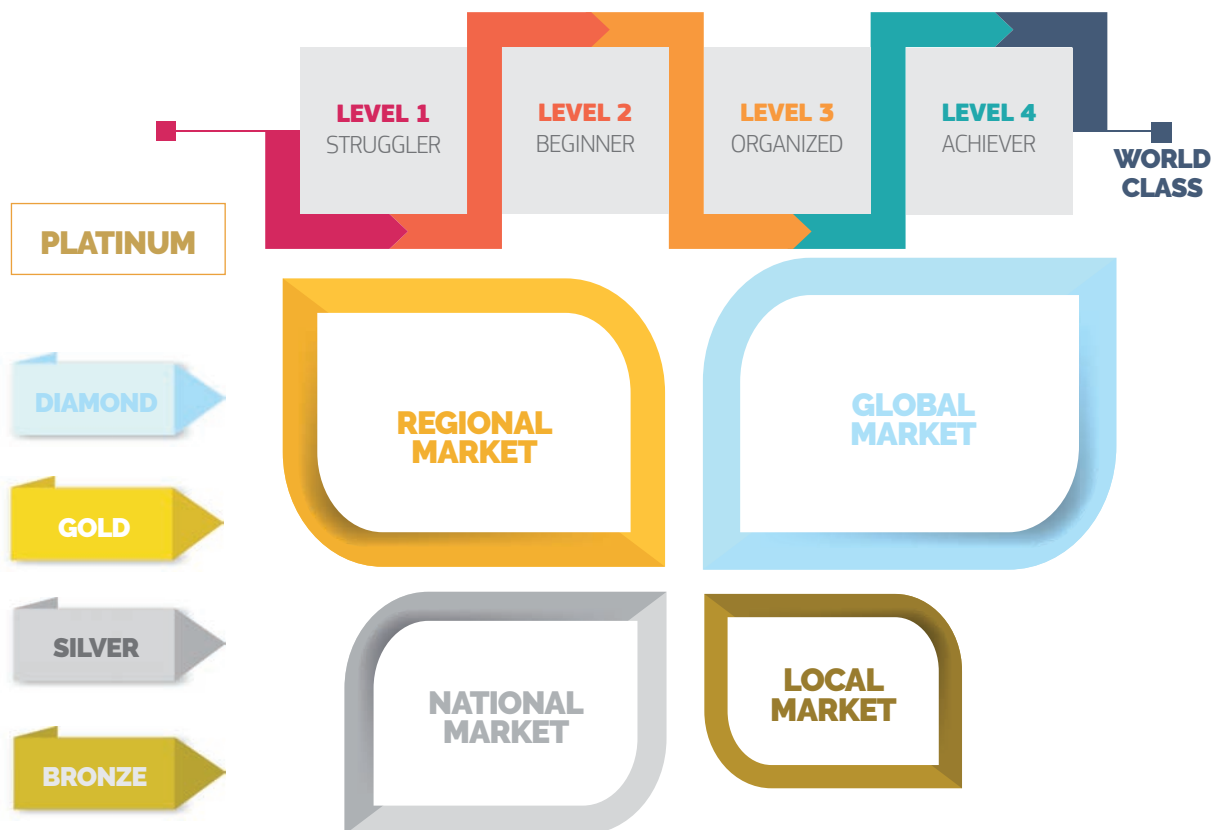 LEVEL 1
STRUGGLER
LEVEL 2
BEGINNER
LEVEL 3
ORGANIZED
LEVEL 4
ACHIEVER
WORLD
CLASS
PLATINUM
DIAMOND
GOLD
SILVER
BRONZE
REGIONAL
MARKET
GLOBAL
MARKET
NATIONAL
MARKET
LOCAL
MARKET